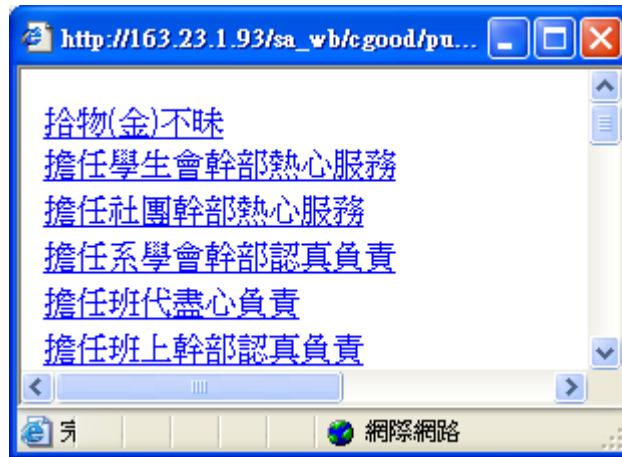 http://163.23.1.93/sa_wb/cgood/pu...
拾物(金)不昧
擔任學生會幹部熱心服務
擔任社團幹部熱心服務
擔任系學會幹部認真負責
擔任班代盡心負責
擔任班上幹部認真負責
網際網路